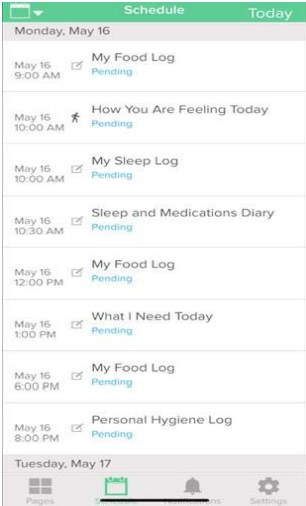 Schedule
Today
Monday, May 16
My Food Log
May 16
9:00 AM
Pending
How You Are Feeling Today
May 16
10:00 AM
Pending
My Sleep Log
May 16
10:00 AM
Pending
Sleep and Medications Diary
May 16
10:30 AM
Pending
My Food Log
May 16
12:00 PM
Pending
What I Need Today
May 16
1:00 PM
Pending
My Food Log
May 16
6:00 PM
Pending
Personal Hygiene Log
May 16
8:00 PM
Pending
Tuesday, May 17
Pages
Schedule
Notifications
Settings